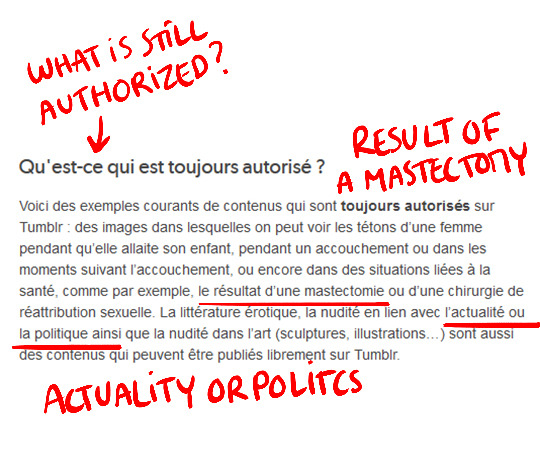 WHAT IS STILL
AUTHORIZED?
Qu'est-ce qui est toujours autorisé ?
RESULT OF
A MASTECTOMY
Voici des exemples courants de contenus qui sont toujours autorisés sur
Tumblr : des images dans lesquelles on peut voir les tétons d'une femme
pendant qu'elle allaite son enfant, pendant un accouchement ou dans les
moments suivant l'accouchement, ou encore dans des situations liées à la
santé, comme par exemple, le résultat d'une mastectomie ou d'une chirurgie de
réattribution sexuelle. La littérature érotique, la nudité en lien avec l'actualité ou
la politique ainsi que la nudité dans l'art (sculptures, illustrations…) sont aussi
des contenus qui peuvent être publiés librement sur Tumblr.
ACTUALITY OR POLITCS